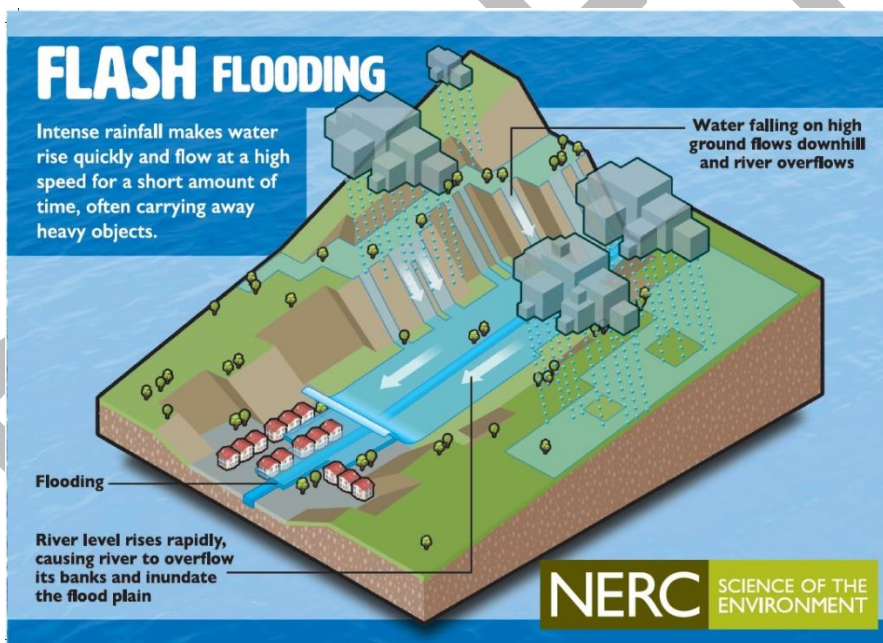 FLASH FLOODING
Intense rainfall makes water
rise quickly and flow at a high
speed for a short amount of
time, often carrying away
heavy objects.
Water falling on high
ground flows downhill
and river overflows
Flooding
River level rises rapidly,
causing river to overflow
its banks and inundate
the flood plain
NERC
SCIENCE OF THE
ENVIRONMENT